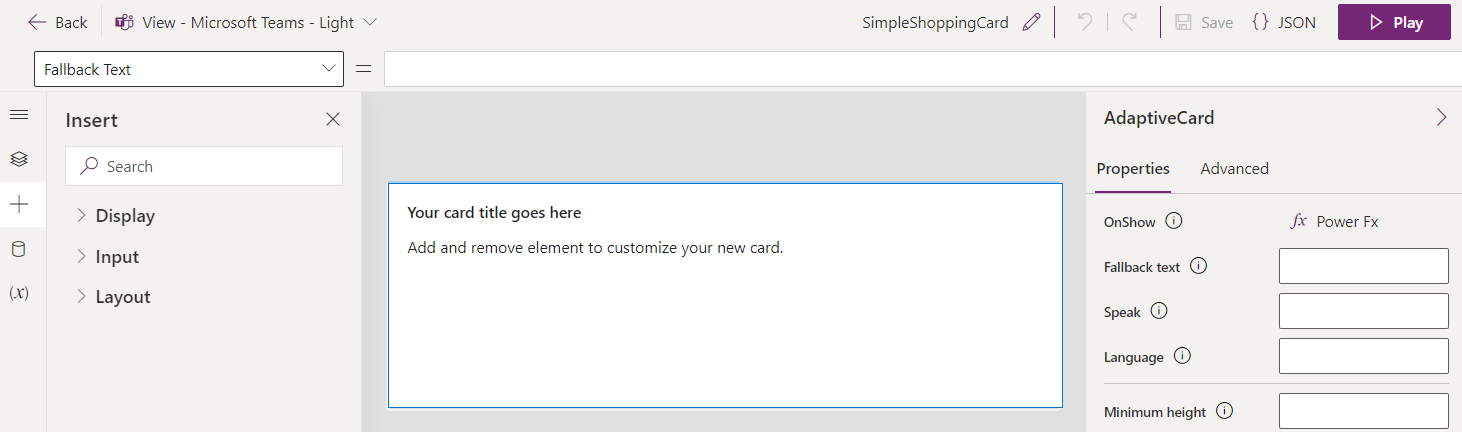 Back
View - Microsoft Teams - Light
SimpleShoppingCard
Save
{ } JSON
Play
Fallback Text
=
Insert
Search
Display
Input
Layout
(x)
Your card title goes here
Add and remove element to customize your new card.
AdaptiveCard
Properties Advanced
OnShow fx Power Fx
Fallback text
Speak
Language
Minimum height